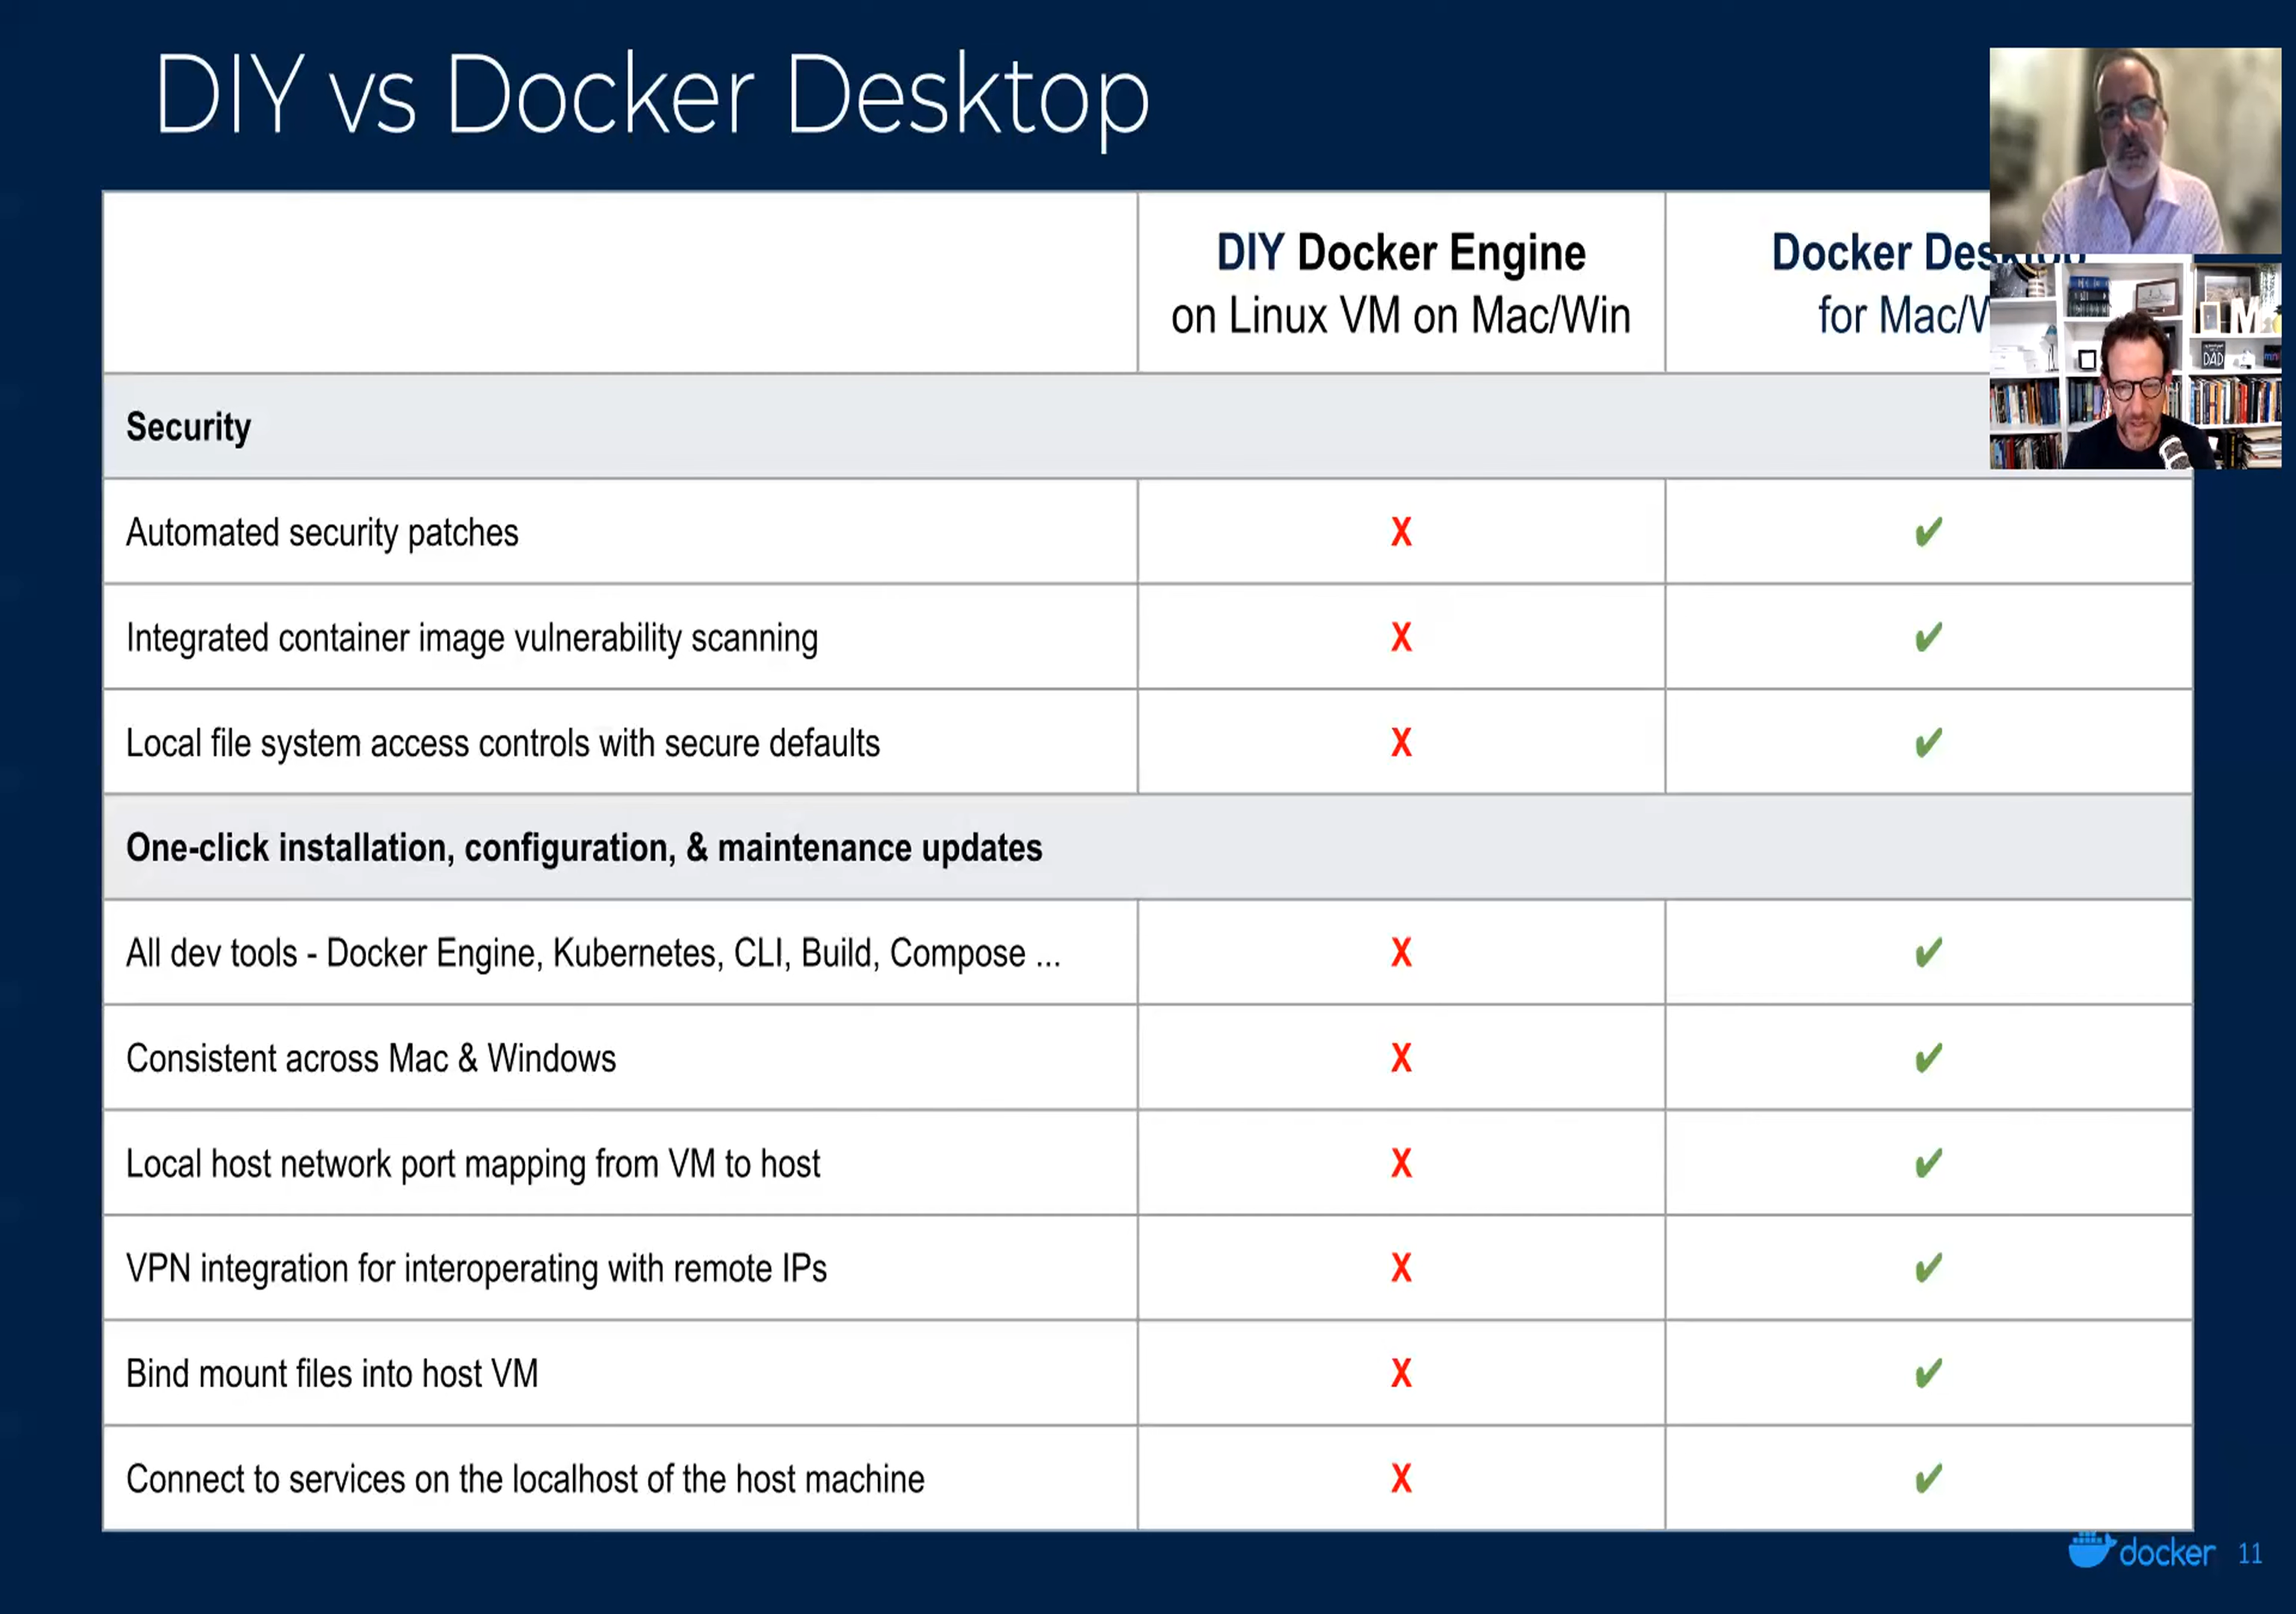 DIY vs Docker Desktop
DIY Docker Engine
on Linux VM on Mac/Win
Docker Desktop
for Mac/
Security
Automated security patches
X
✔
Integrated container image vulnerability scanning
X
✔
Local file system access controls with secure defaults
X
✔
One-click installation, configuration, & maintenance updates
All dev tools - Docker Engine, Kubernetes, CLI, Build, Compose ...
X
✔
Consistent across Mac & Windows
X
✔
Local host network port mapping from VM to host
X
✔
VPN integration for interoperating with remote IPs
X
✔
Bind mount files into host VM
X
✔
Connect to services on the localhost of the host machine
X
✔
M
DAD
docker 11